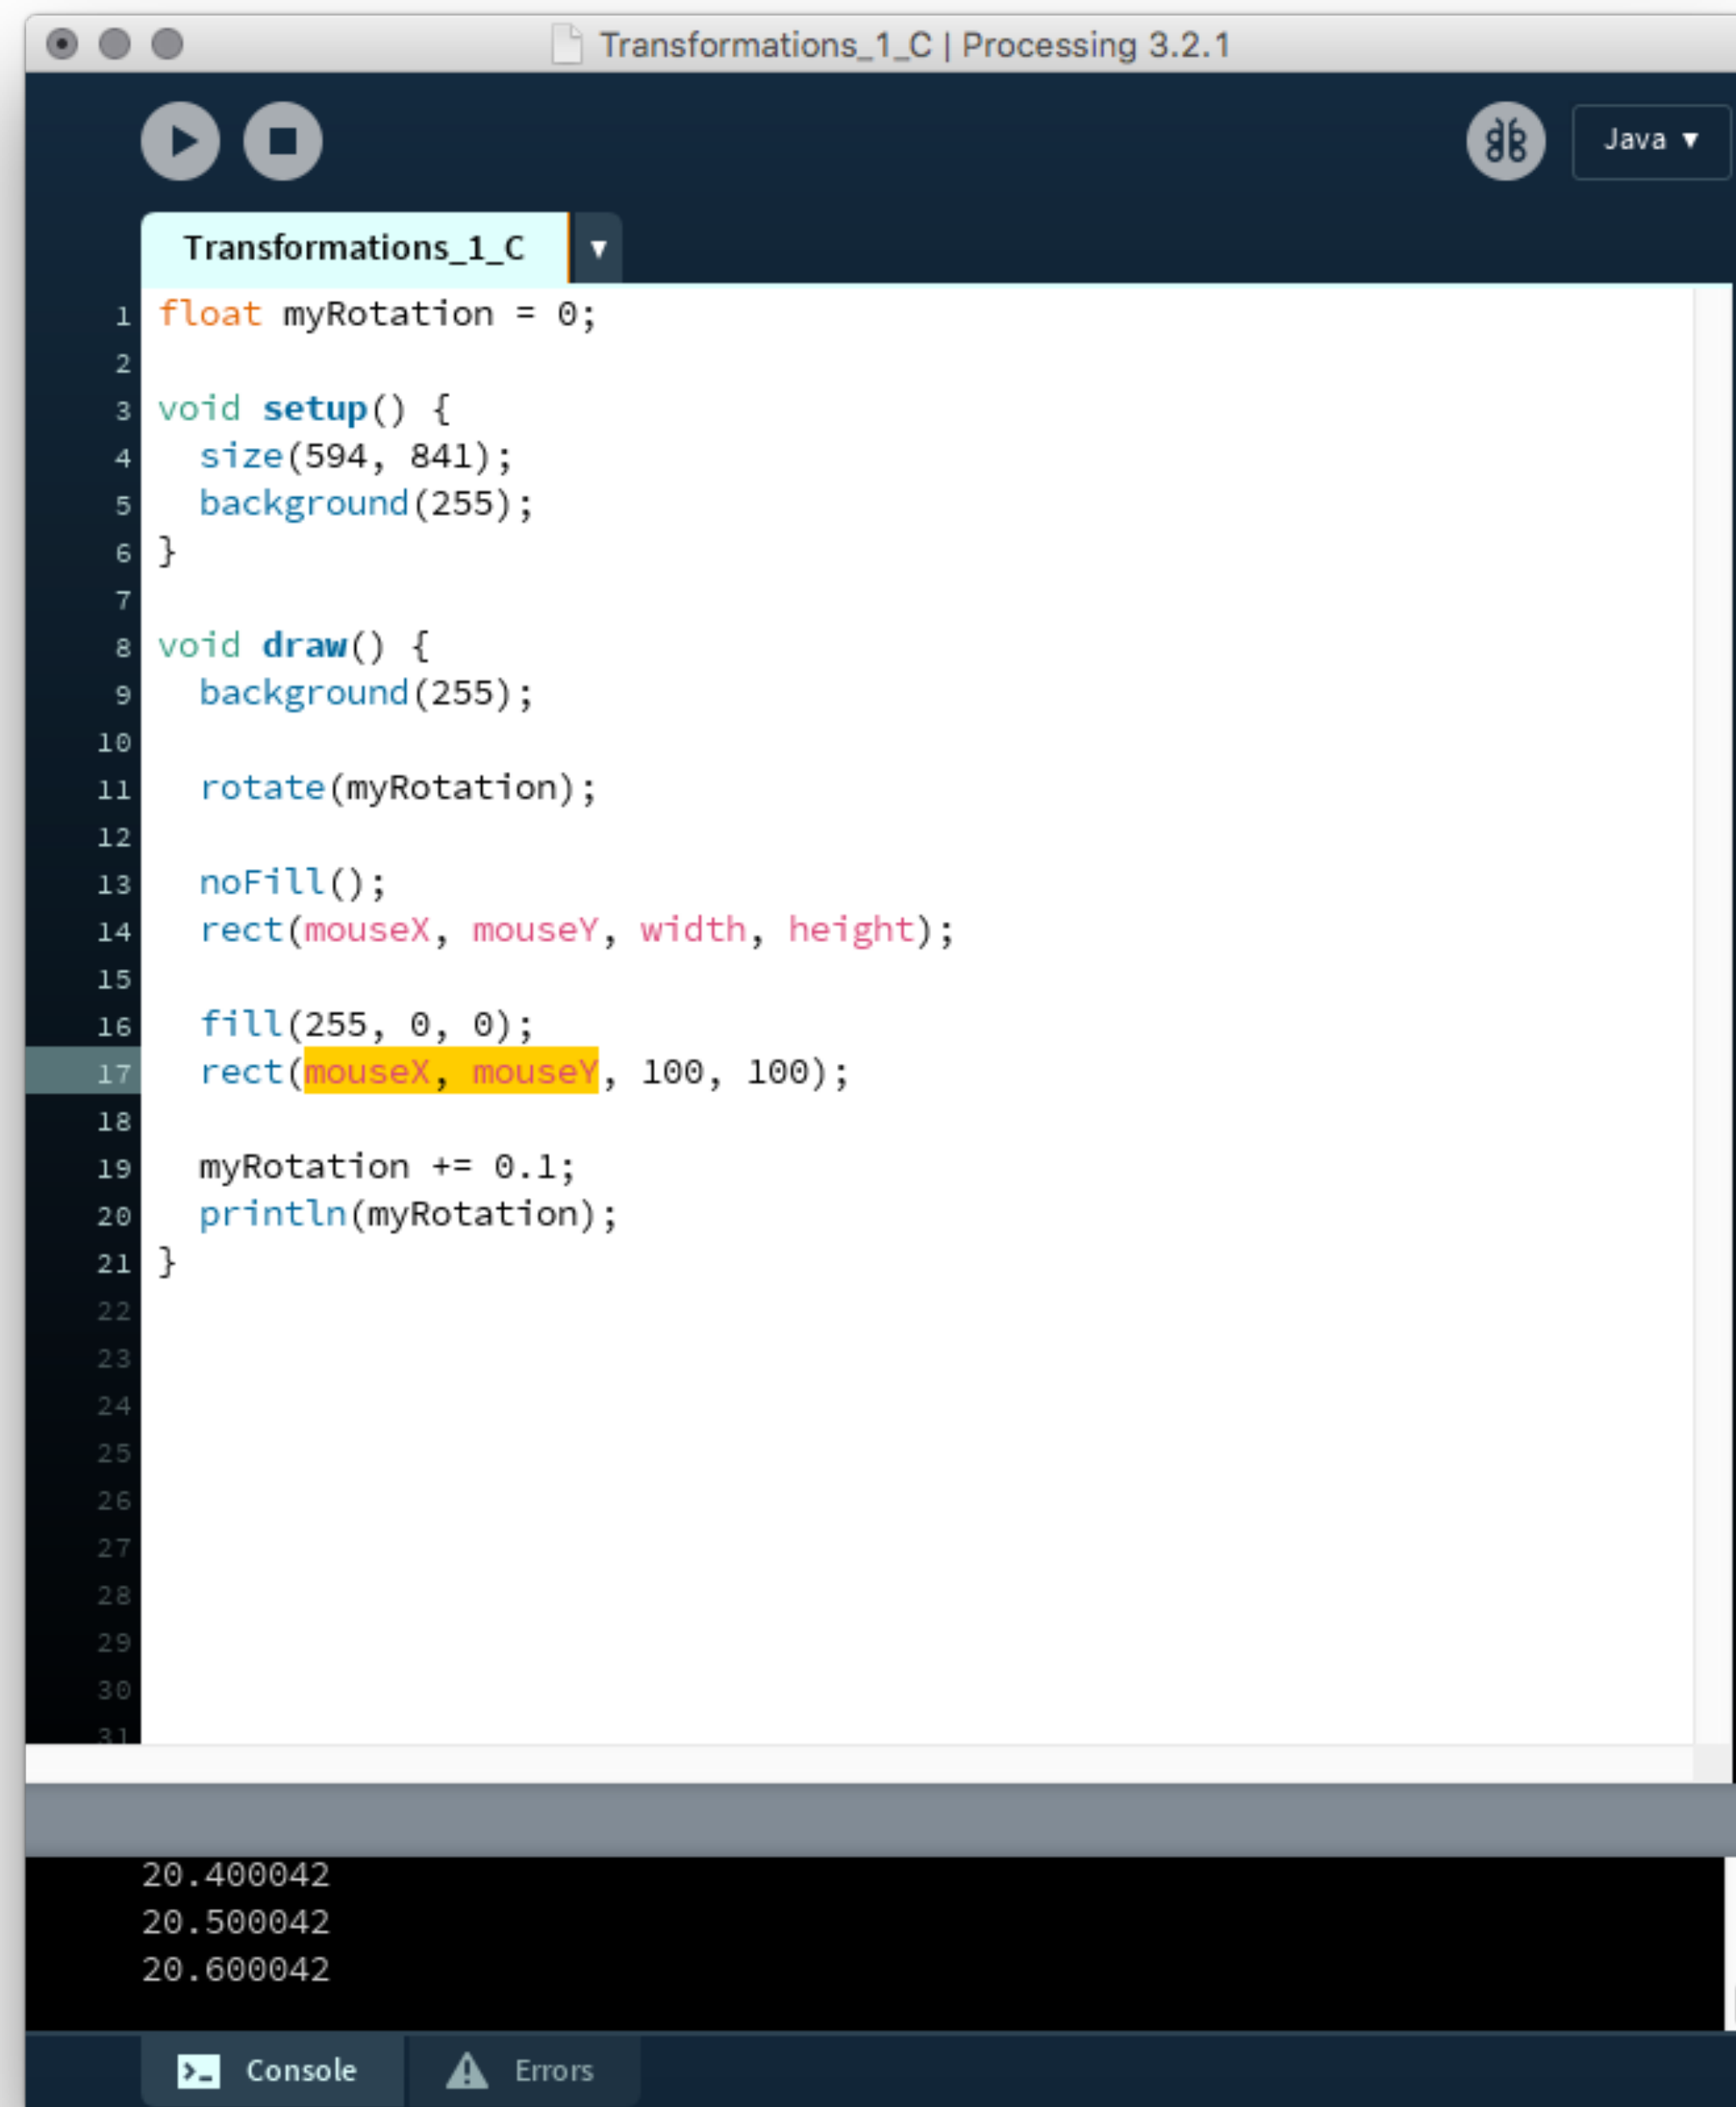 Transformations_1_C | Processing 3.2.1
Java ▼
Transformations_1_C ▼
1 float myRotation = 0;
2
3 void setup() {
4   size(594, 841);
5   background(255);
6 }
7
8 void draw() {
9   background(255);
10
11   rotate(myRotation);
12
13   noFill();
14   rect(mouseX, mouseY, width, height);
15
16   fill(255, 0, 0);
17   rect(mouseX, mouseY, 100, 100);
18
19   myRotation += 0.1;
20   println(myRotation);
21 }
22
23
24
25
26
27
28
29
30
31
20.400042
20.500042
20.600042
Console Errors